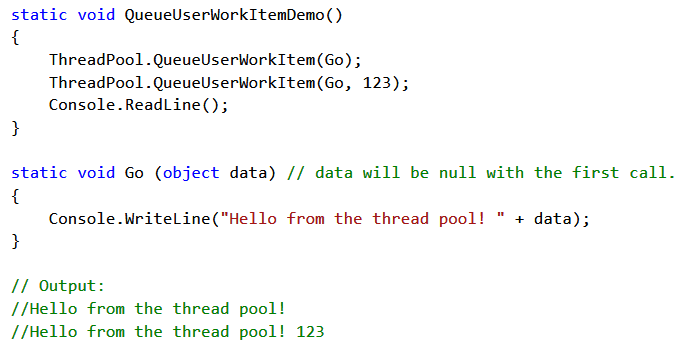 static void QueueUserWorkItemDemo()
{
    ThreadPool.QueueUserWorkItem(Go);
    ThreadPool.QueueUserWorkItem(Go, 123);
    Console.ReadLine();
}

static void Go (object data) // data will be null with the first call.
{
    Console.WriteLine("Hello from the thread pool! " + data);
}

// Output:
//Hello from the thread pool!
//Hello from the thread pool! 123